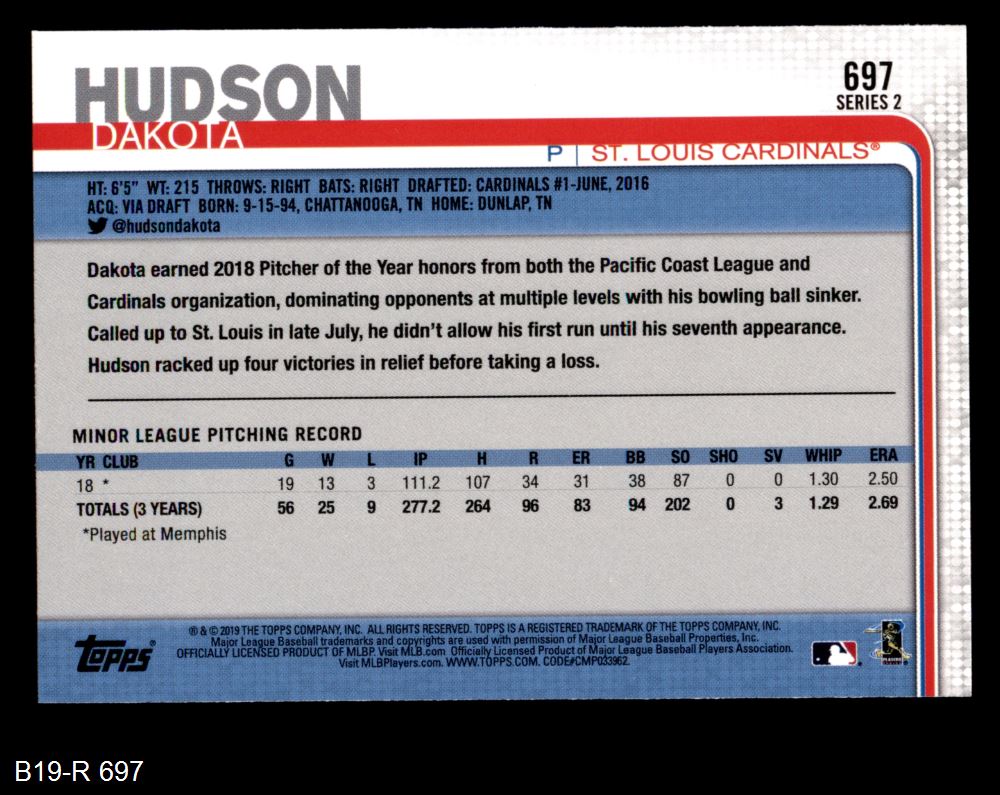 HUDSON
DAKOTA
697
SERIES 2
P | ST. LOUIS CARDINALS®
HT: 6'5" WT: 215 THROWS: RIGHT BATS: RIGHT DRAFTED: CARDINALS #1-JUNE, 2016
ACQ: VIA DRAFT BORN: 9-15-94, CHATTANOOGA, TN HOME: DUNLAP, TN
@hudsondakota
Dakota earned 2018 Pitcher of the Year honors from both the Pacific Coast League and
Cardinals organization, dominating opponents at multiple levels with his bowling ball sinker.
Called up to St. Louis in late July, he didn't allow his first run until his seventh appearance.
Hudson racked up four victories in relief before taking a loss.
MINOR LEAGUE PITCHING RECORD
YR CLUB G W L IP H R ER BB SO SHO SV WHIP ERA
18 * 19 13 3 111.2 107 34 31 38 87 0 0 1.30 2.50
TOTALS (3 YEARS) 56 25 9 277.2 264 96 83 94 202 0 3 1.29 2.69
*Played at Memphis
Topps®
® & © 2019 THE TOPPS COMPANY, INC. ALL RIGHTS RESERVED. TOPPS IS A REGISTERED TRADEMARK OF THE TOPPS COMPANY, INC.
Major League Baseball trademarks and copyrights are used with permission of Major League Baseball Properties, Inc.
OFFICIALLY LICENSED PRODUCT OF MLBP. Visit MLB.com Officially Licensed Product of Major League Baseball Players Association.
Visit MLBPlayers.com. WWW.TOPPS.COM. CODE#CMP033962.
B19-R 697